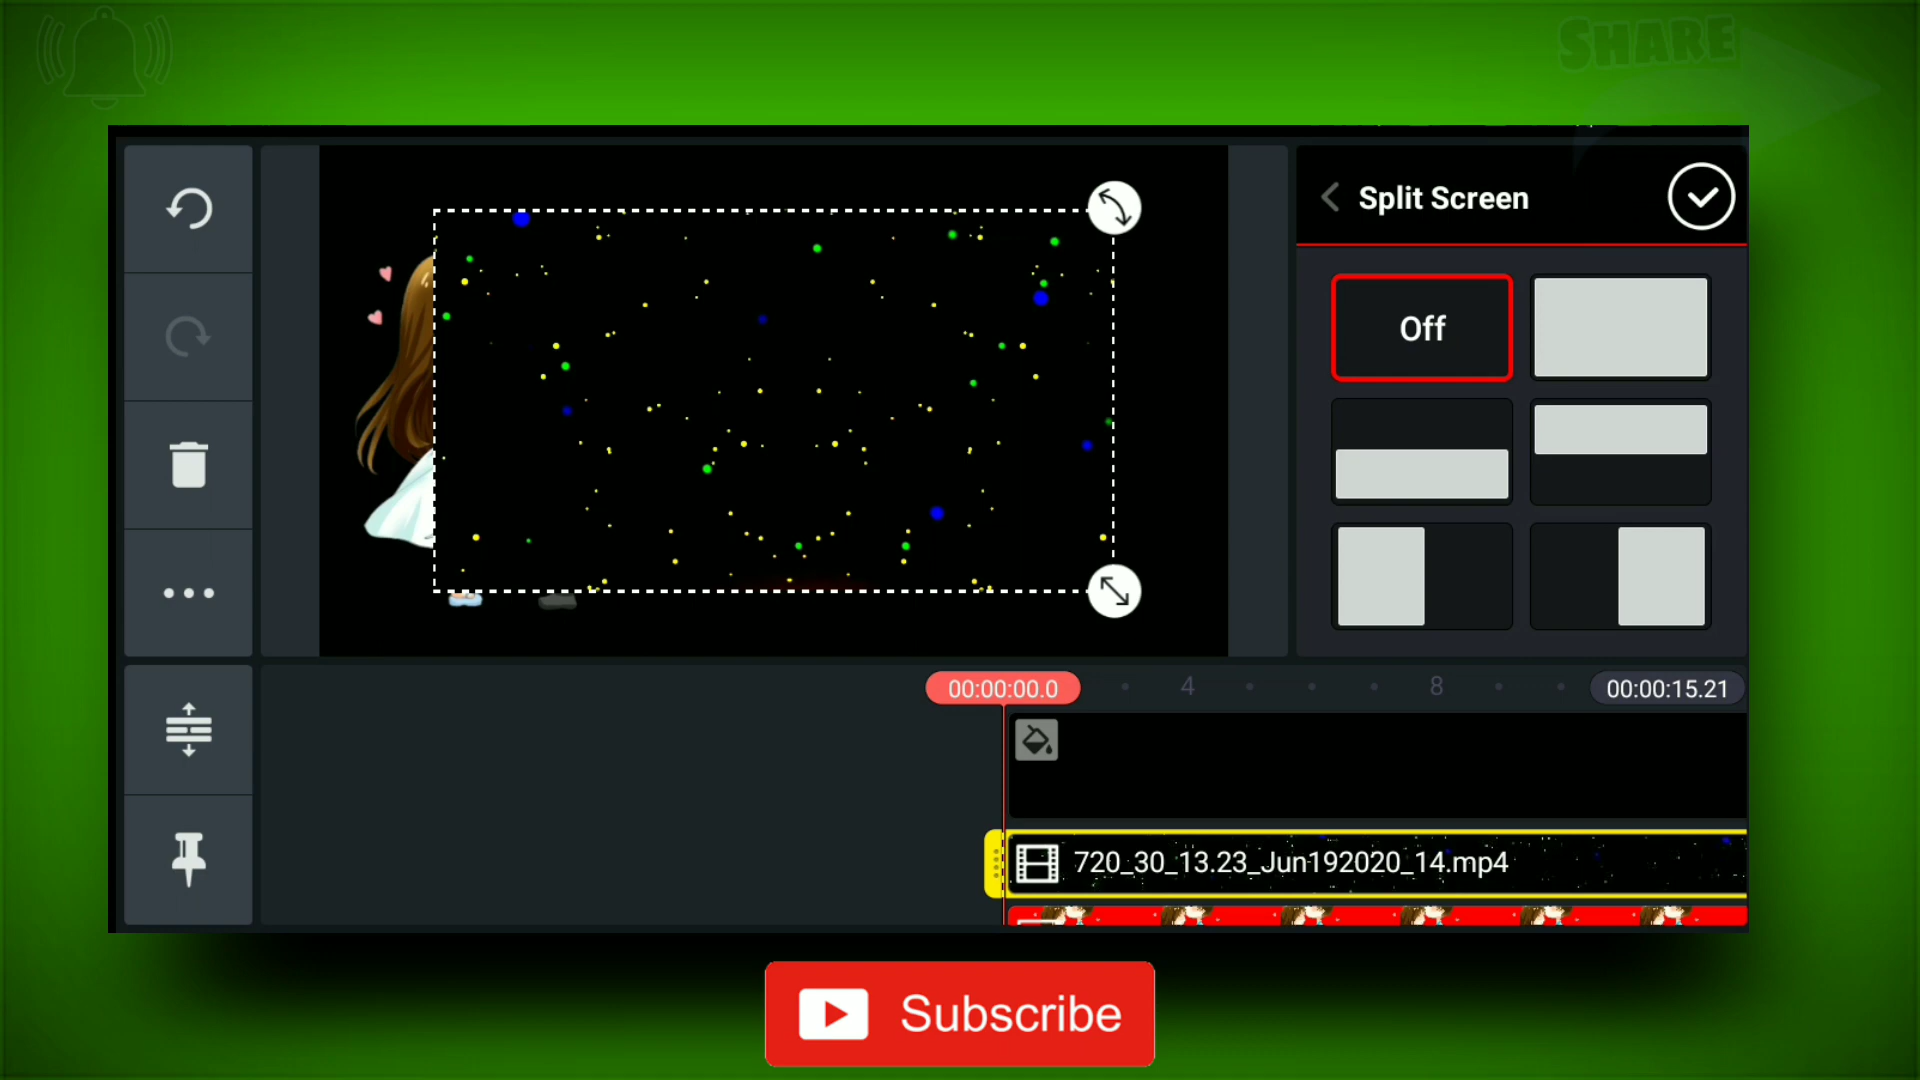 SHARE
Split Screen
Off
00:00:00.0
4
8
00:00:15.21
720_30_13.23_Jun192020_14.mp4
Subscribe